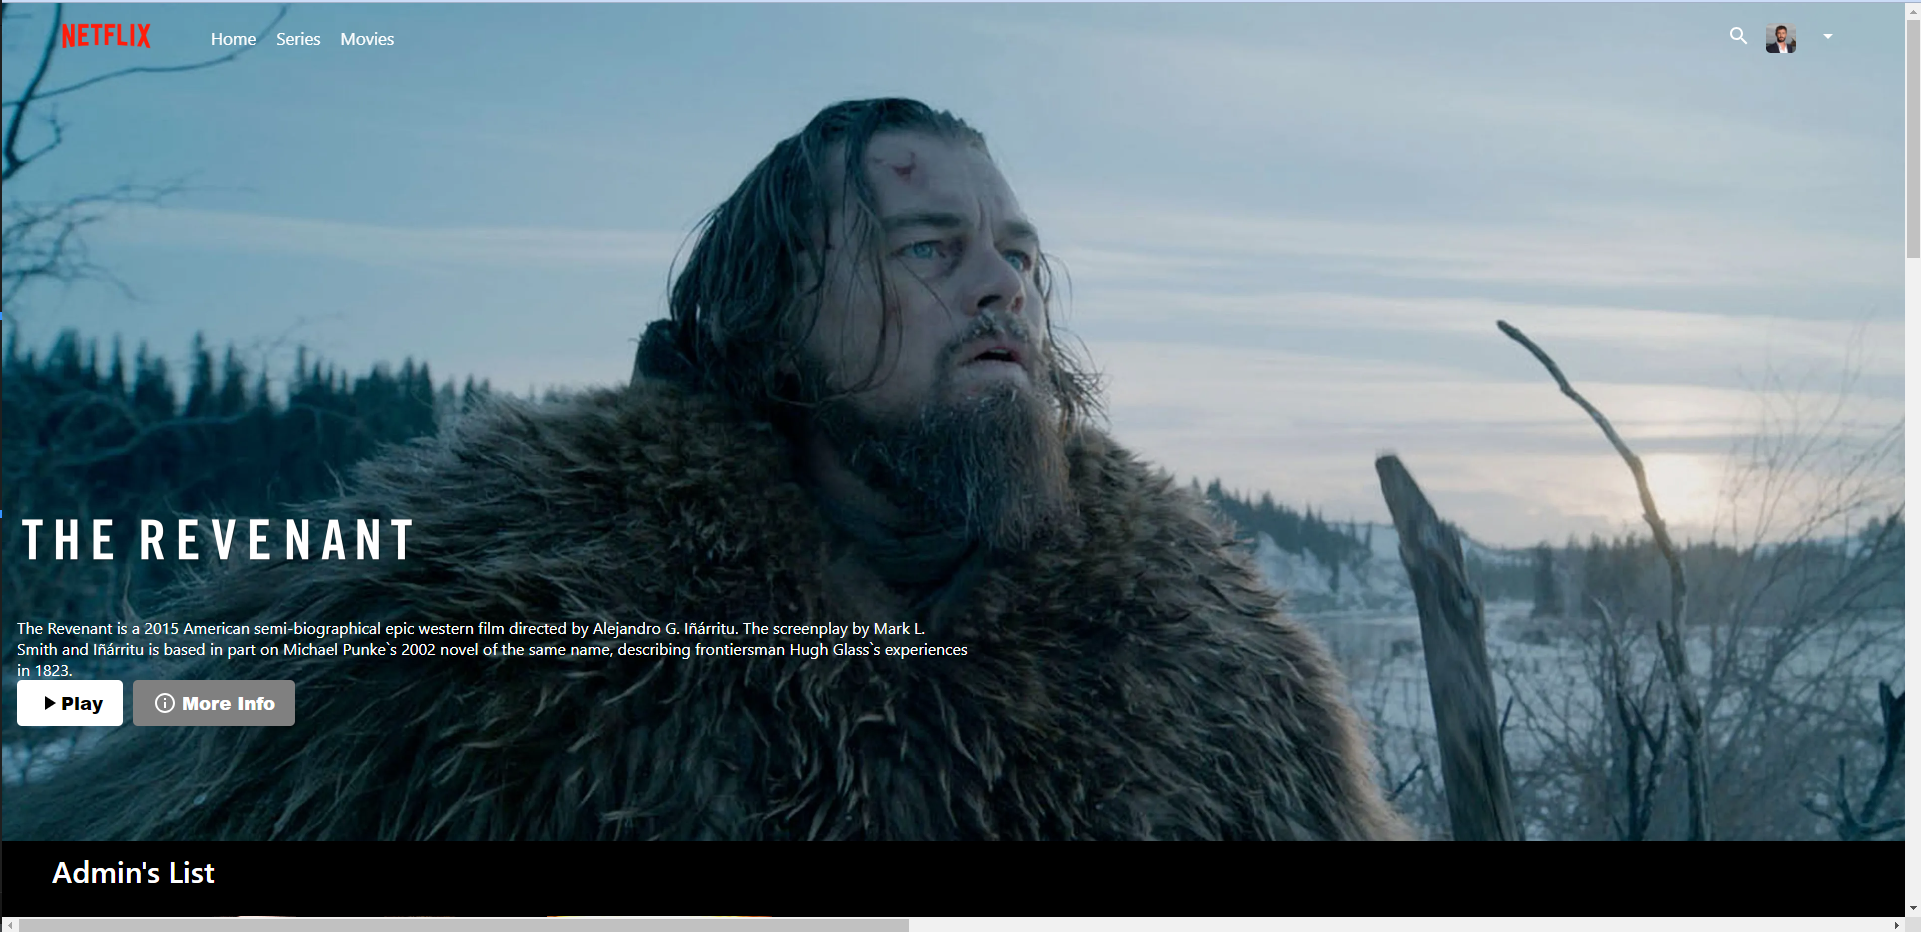 NETFLIX
Home Series Movies
THE REVENANT
The Revenant is a 2015 American semi-biographical epic western film directed by Alejandro G. Iñárritu. The screenplay by Mark L.
Smith and Iñárritu is based in part on Michael Punke`s 2002 novel of the same name, describing frontiersman Hugh Glass`s experiences
in 1823.
Play More Info
Admin's List